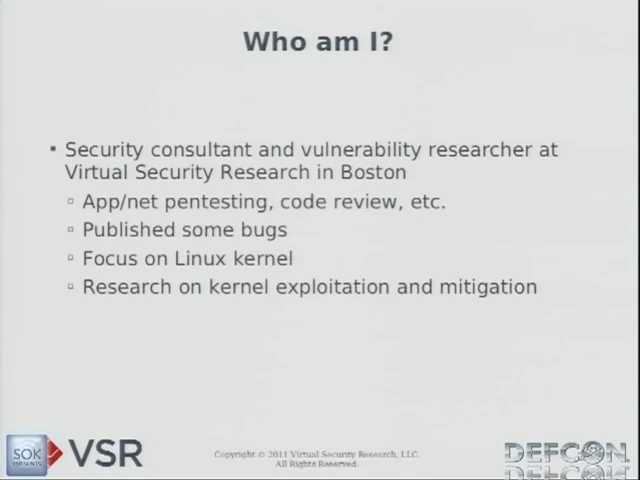 Who am I?
▪ Security consultant and vulnerability researcher at
Virtual Security Research in Boston
▫ App/net pentesting, code review, etc.
▫ Published some bugs
▫ Focus on Linux kernel
▫ Research on kernel exploitation and mitigation
SOK
PRESENTS
VSR
Copyright © 2011 Virtual Security Research, LLC.
All Rights Reserved.
DEFCON